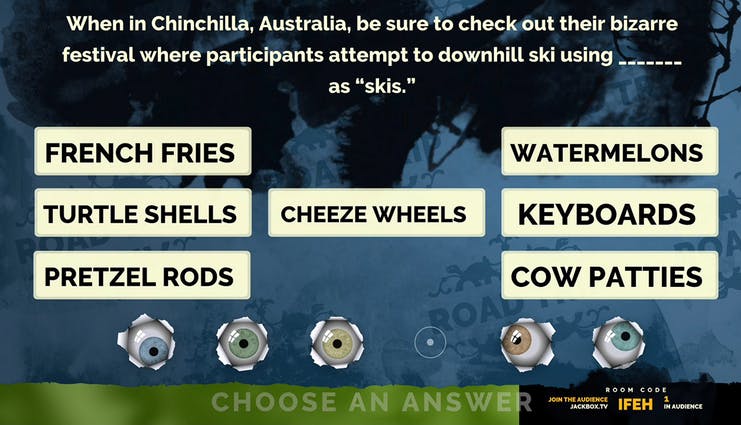 When in Chinchilla, Australia, be sure to check out their bizarre
festival where participants attempt to downhill ski using _______
as “skis.”
FRENCH FRIES
WATERMELONS
TURTLE SHELLS
CHEEZE WHEELS
KEYBOARDS
PRETZEL RODS
COW PATTIES
CHOOSE AN ANSWER
JOIN THE AUDIENCE
JACKBOX.TV
ROOM CODE
IFEH
1
IN AUDIENCE